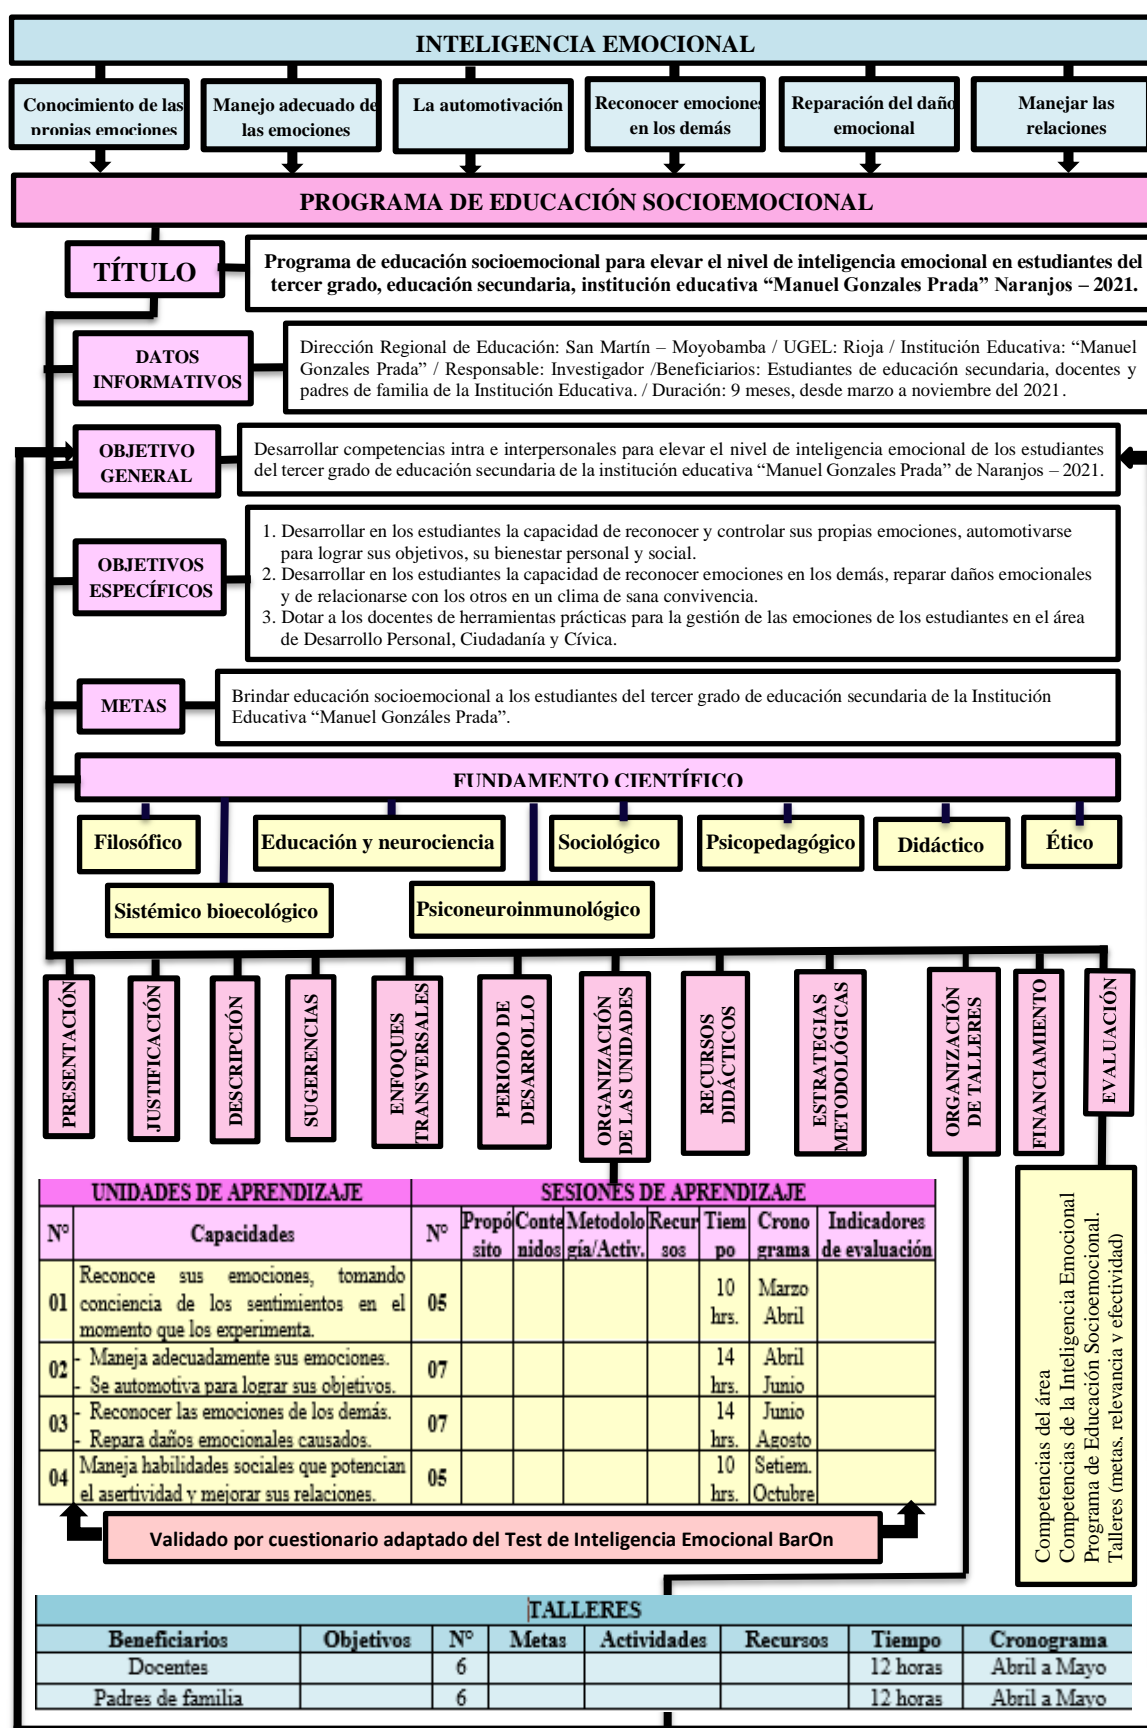 INTELIGENCIA EMOCIONAL
Conocimiento de las
propias emociones
Manejo adecuado de
las emociones
La automotivación
Reconocer emociones
en los demás
Reparación del daño
emocional
Manejar las
relaciones
PROGRAMA DE EDUCACIÓN SOCIOEMOCIONAL
TÍTULO
Programa de educación socioemocional para elevar el nivel de inteligencia emocional en estudiantes del
tercer grado, educación secundaria, institución educativa “Manuel Gonzales Prada” Naranjos – 2021.
DATOS
INFORMATIVOS
Dirección Regional de Educación: San Martín – Moyobamba / UGEL: Rioja / Institución Educativa: “Manuel
Gonzales Prada” / Responsable: Investigador /Beneficiarios: Estudiantes de educación secundaria, docentes y
padres de familia de la Institución Educativa. / Duración: 9 meses, desde marzo a noviembre del 2021.
OBJETIVO
GENERAL
Desarrollar competencias intra e interpersonales para elevar el nivel de inteligencia emocional de los estudiantes
del tercer grado de educación secundaria de la institución educativa “Manuel Gonzales Prada” de Naranjos – 2021.
OBJETIVOS
ESPECÍFICOS
1. Desarrollar en los estudiantes la capacidad de reconocer y controlar sus propias emociones, automotivarse
para lograr sus objetivos, su bienestar personal y social.
2. Desarrollar en los estudiantes la capacidad de reconocer emociones en los demás, reparar daños emocionales
y de relacionarse con los otros en un clima de sana convivencia.
3. Dotar a los docentes de herramientas prácticas para la gestión de las emociones de los estudiantes en el área
de Desarrollo Personal, Ciudadanía y Cívica.
METAS
Brindar educación socioemocional a los estudiantes del tercer grado de educación secundaria de la Institución
Educativa “Manuel Gonzáles Prada”.
FUNDAMENTO CIENTÍFICO
Filosófico
Educación y neurociencia
Sociológico
Psicopedagógico
Didáctico
Ético
Sistémico bioecológico
Psiconeuroinmunológico
PRESENTACIÓN
JUSTIFICACIÓN
DESCRIPCIÓN
SUGERENCIAS
ENFOQUES
TRANSVERSALES
PERIODO DE
DESARROLLO
ORGANIZACIÓN
DE LAS UNIDADES
RECURSOS
DIDÁCTICOS
ESTRATEGIAS
METODOLÓGICAS
ORGANIZACIÓN
DE TALLERES
FINANCIAMIENTO
EVALUACIÓN
UNIDADES DE APRENDIZAJE SESIONES DE APRENDIZAJE
N° Capacidades N° Propó Conte Metodolo Recur Tiem Crono Indicadores
sito nidos gía/Activ. sos po grama de evaluación
01 Reconoce sus emociones, tomando
conciencia de los sentimientos en el
momento que los experimenta.
05 10 hrs. Marzo Abril
02 - Maneja adecuadamente sus emociones.
- Se automotiva para lograr sus objetivos.
07 14 hrs. Abril Junio
03 - Reconocer las emociones de los demás.
- Repara daños emocionales causados.
07 14 hrs. Junio Agosto
04 Maneja habilidades sociales que potencian
el asertividad y mejorar sus relaciones.
05 10 hrs. Setiem. Octubre
Validado por cuestionario adaptado del Test de Inteligencia Emocional BarOn
Competencias del área
Competencias de la Inteligencia Emocional
Programa de Educación Socioemocional.
Talleres (metas, relevancia y efectividad)
TALLERES
Beneficiarios Objetivos N° Metas Actividades Recursos Tiempo Cronograma
Docentes 6 12 horas Abril a Mayo
Padres de familia 6 12 horas Abril a Mayo